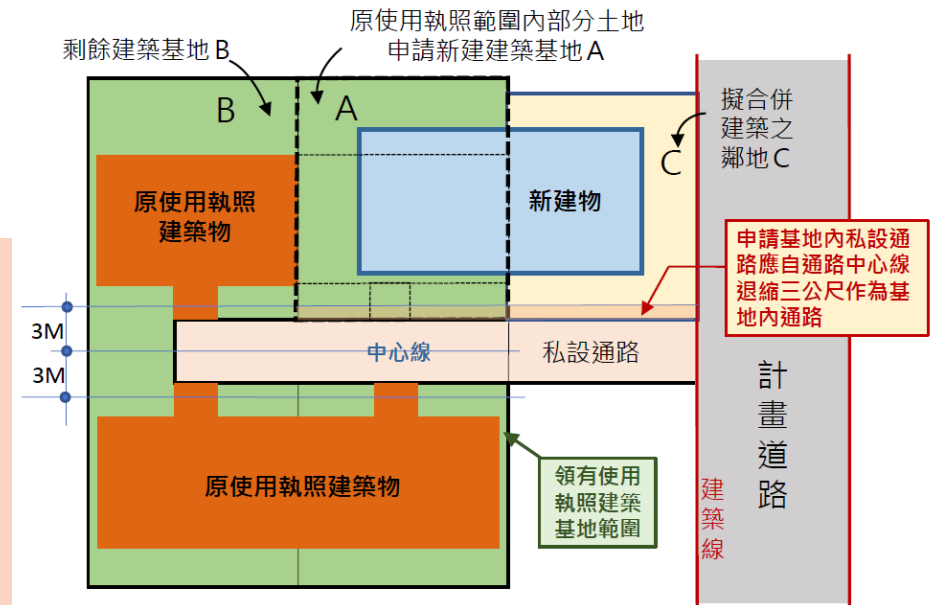 原使用執照範圍內部分土地
申請新建建築基地A
剩餘建築基地B
B
A
擬合併
建築之
鄰地C
C
原使用執照
建築物
新建物
申請基地內私設通
路應自通路中心線
退縮三公尺作為基
地內通路
3M
3M
中心線
私設通路
計畫道路
原使用執照建築物
領有使用
執照建築
基地範圍
建築線